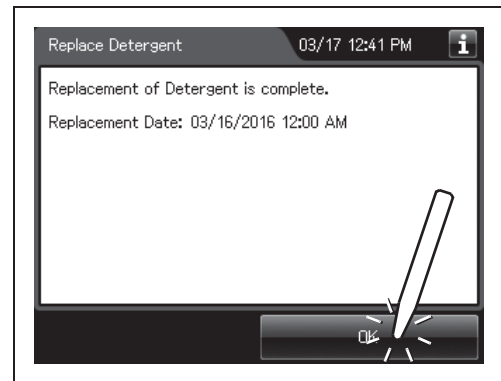 Replace Detergent 03/17 12:41 PM i
Replacement of Detergent is complete.
Replacement Date: 03/16/2016 12:00 AM
OK